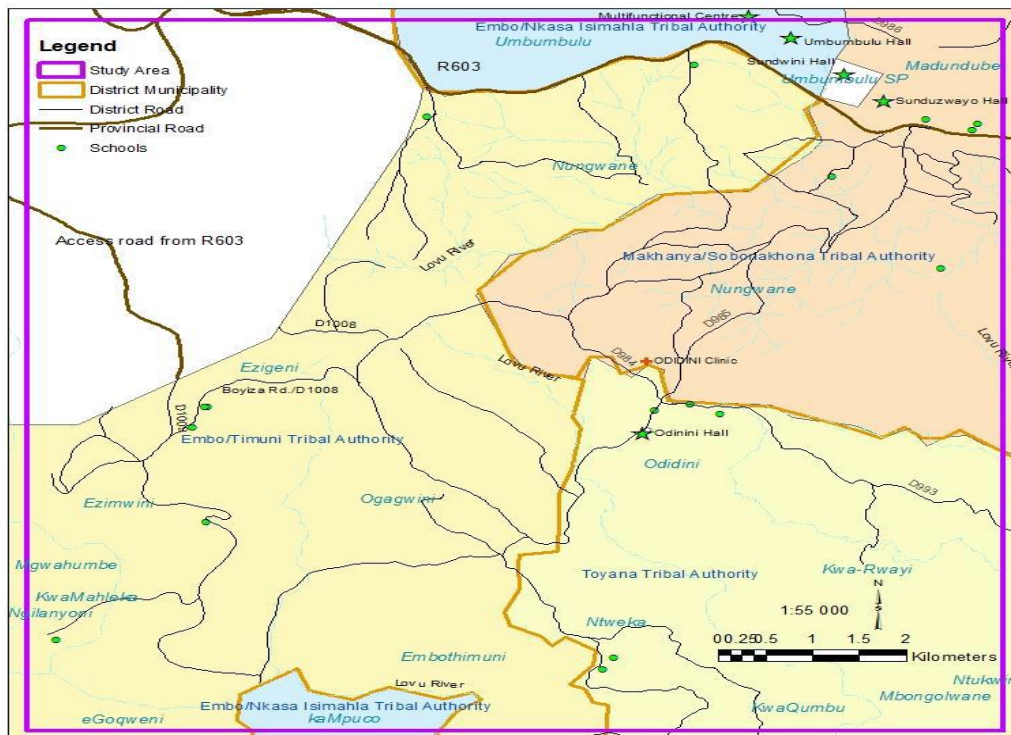 Multifunctional Centre
D986
Embo/Nkasa Isimahla Tribal Authority
Umbumbulu Hall
Umbumbulu
Legend
R603
Sundwini Hall
Madundube
Study Area
Umbumbulu SP
District Municipality
Sunduzwayo Hall
District Road
Provincial Road
Schools
Nungwane
Access road from R603
Lovu River
Makhanya/Sobonakhona Tribal Authority
Nungwane
D985
D1008
Lovu River
D984
ODIDINI Clinic
Lovu River
Ezigeni
Boyiza Rd./D1008
D1008
Embo/Timuni Tribal Authority
Odinini Hall
Odidini
D993
Ogagwini
Ezimwini
Mgwahumbe
Toyana Tribal Authority
Kwa-Rwayi
KwaMahleka
N
Ngilanyoni
1:55 000
Ntweka
0 0.25 0.5 1 1.5 2
Kilometers
Embothimuni
Lovu River
Ntukwini
Mbongolwane
Embo/Nkasa Isimahla Tribal Authority
KwaQumbu
eGoqweni
kaMpuco